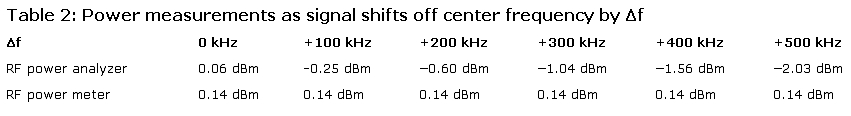 Table 2: Power measurements as signal shifts off center frequency by Δf
Δf 0 kHz +100 kHz +200 kHz +300 kHz +400 kHz +500 kHz
RF power analyzer 0.06 dBm -0.25 dBm −0.60 dBm −1.04 dBm −1.56 dBm −2.03 dBm
RF power meter 0.14 dBm 0.14 dBm 0.14 dBm 0.14 dBm 0.14 dBm 0.14 dBm